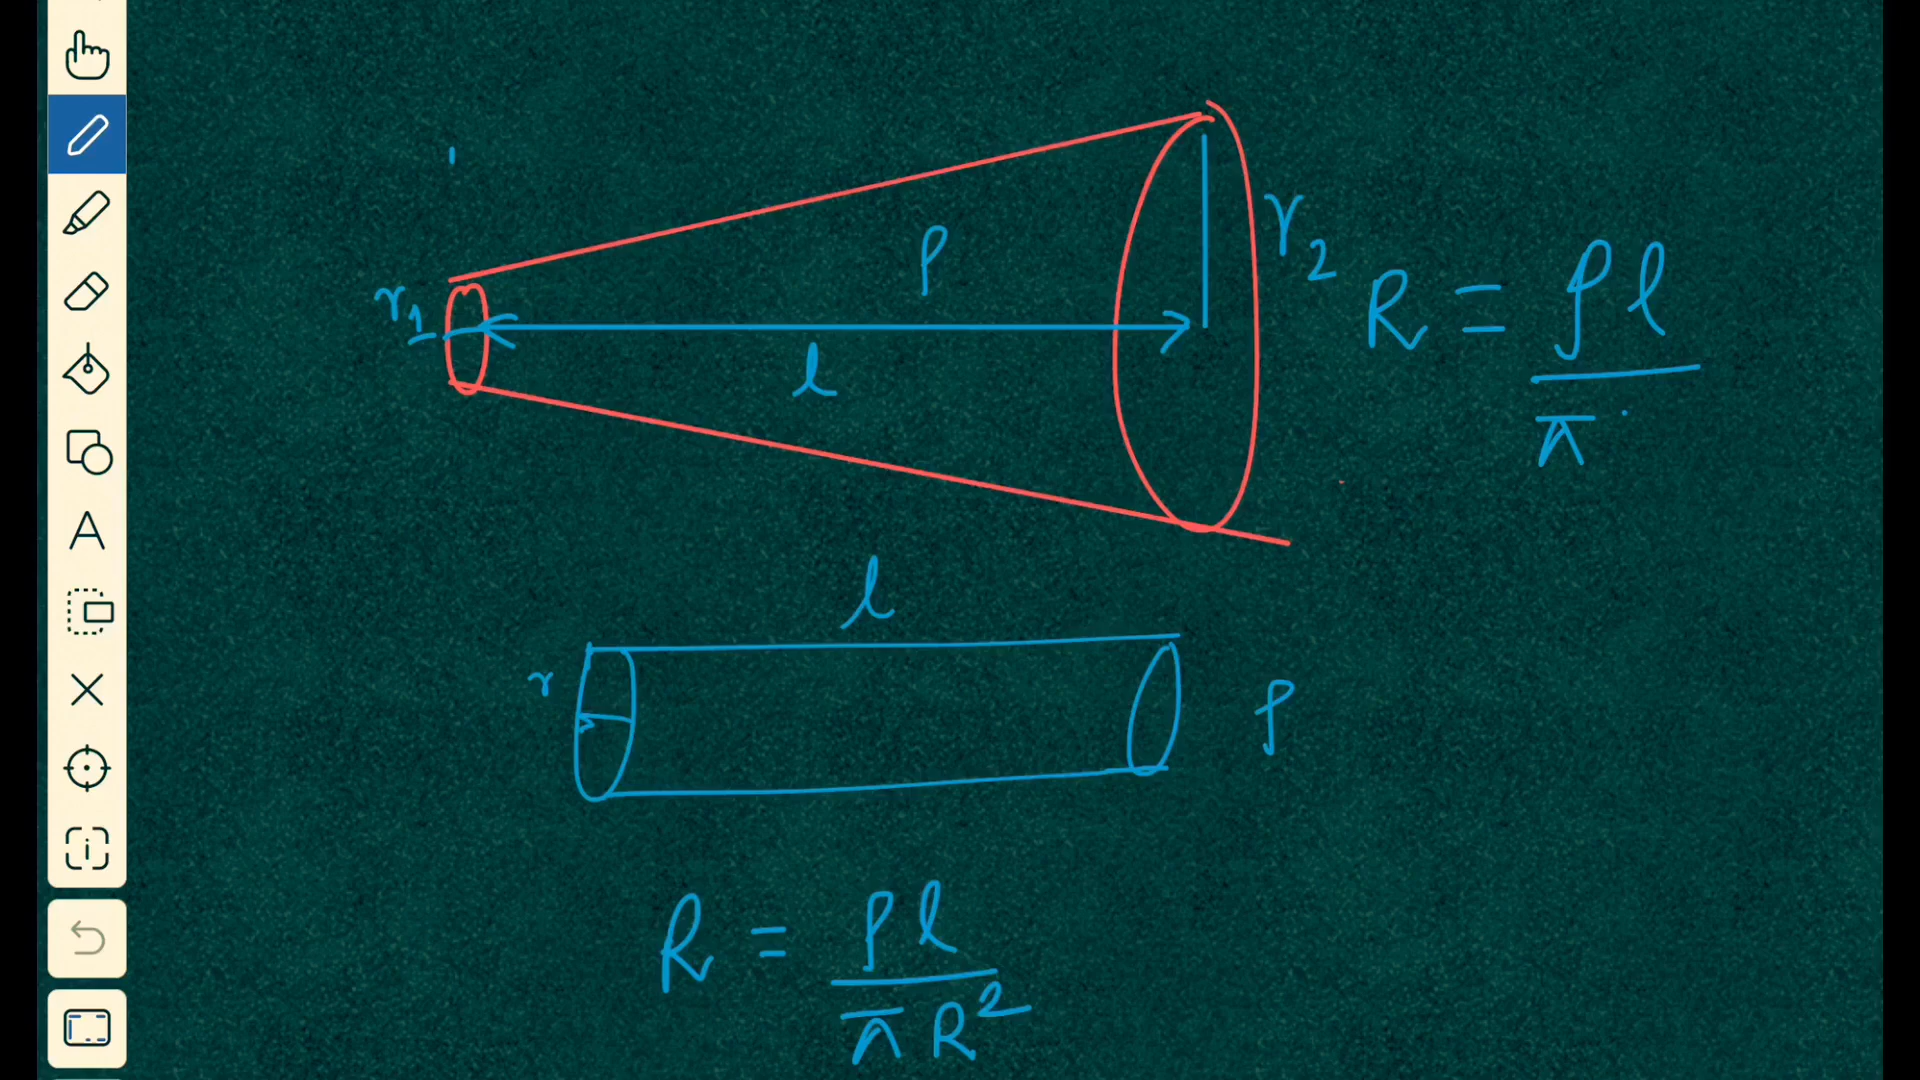 r₁
ρ
l
r₂
R = ρl / π
l
r
ρ
R = ρl / πR²
A
i